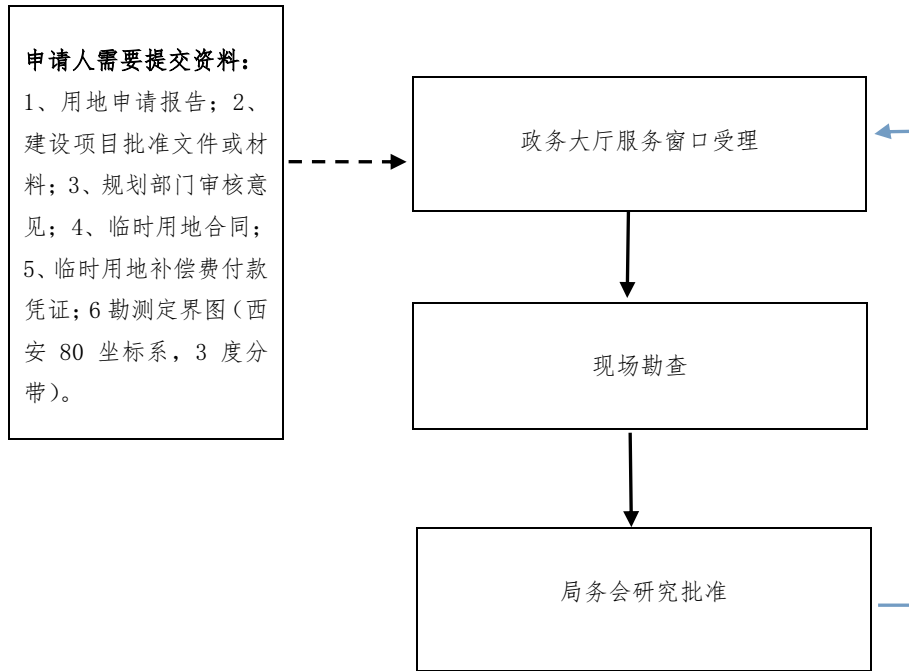 申请人需要提交资料：
1、用地申请报告；2、
建设项目批准文件或材
料；3、规划部门审核意
见；4、临时用地合同；
5、临时用地补偿费付款
凭证；6 勘测定界图（西
安 80 坐标系，3 度分
带）。
政务大厅服务窗口受理
现场勘查
局务会研究批准